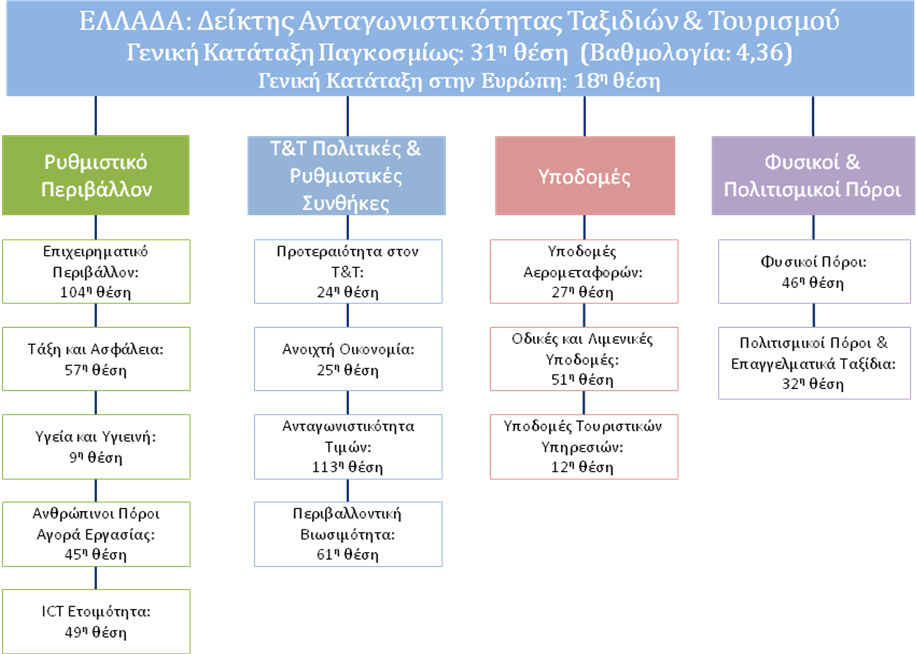 ΕΛΛΑΔΑ: Δείκτης Ανταγωνιστικότητας Ταξιδιών & Τουρισμού
Γενική Κατάταξη Παγκοσμίως: 31η θέση (Βαθμολογία: 4,36)
Γενική Κατάταξη στην Ευρώπη: 18η θέση
Ρυθμιστικό
Περιβάλλον
Επιχειρηματικό
Περιβάλλον:
104η θέση
Τάξη και Ασφάλεια:
57η θέση
Υγεία και Υγιεινή:
9η θέση
Ανθρώπινοι Πόροι
Αγορά Εργασίας:
45η θέση
ICT Ετοιμότητα:
49η θέση
Τ&Τ Πολιτικές &
Ρυθμιστικές
Συνθήκες
Προτεραιότητα στον
Τ&Τ:
24η θέση
Ανοιχτή Οικονομία:
25η θέση
Ανταγωνιστικότητα
Τιμών:
113η θέση
Περιβαλλοντική
Βιωσιμότητα:
61η θέση
Υποδομές
Υποδομές
Αερομεταφορών:
27η θέση
Οδικές και Λιμενικές
Υποδομές:
51η θέση
Υποδομές Τουριστικών
Υπηρεσιών:
12η θέση
Φυσικοί &
Πολιτισμικοί Πόροι
Φυσικοί Πόροι:
46η θέση
Πολιτισμικοί Πόροι &
Επαγγελματικά Ταξίδια:
32η θέση